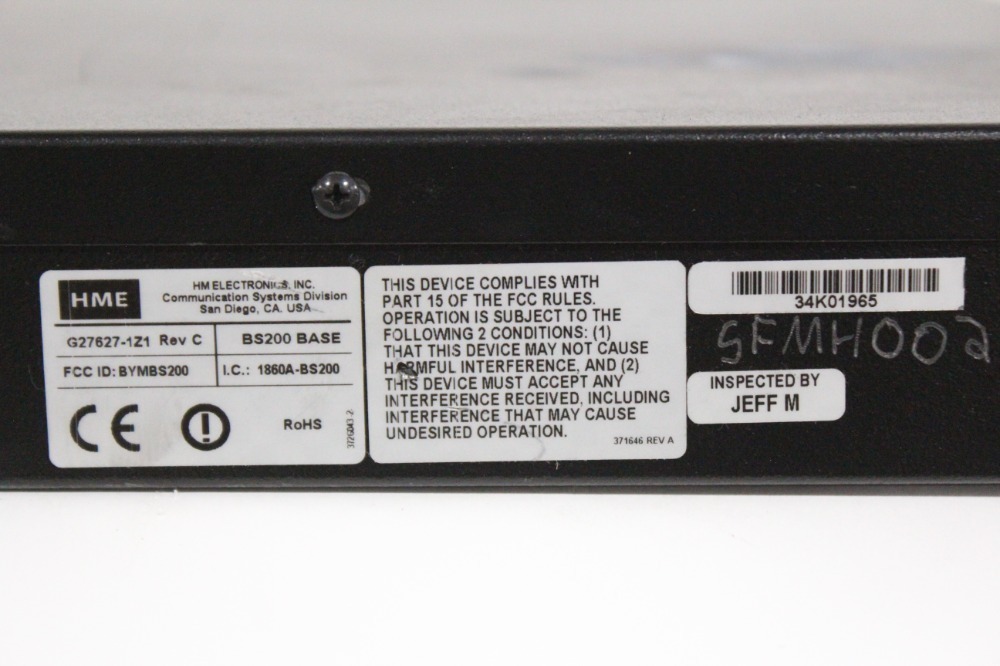 HME
HM ELECTRONICS, INC.
Communication Systems Division
San Diego, CA. USA
G27627-1Z1 Rev C
BS200 BASE
FCC ID: BYMBS200
I.C.: 1860A-BS200
CE
RoHS
THIS DEVICE COMPLIES WITH
PART 15 OF THE FCC RULES.
OPERATION IS SUBJECT TO THE
FOLLOWING 2 CONDITIONS: (1)
THAT THIS DEVICE MAY NOT CAUSE
HARMFUL INTERFERENCE, AND (2)
THIS DEVICE MUST ACCEPT ANY
INTERFERENCE RECEIVED, INCLUDING
INTERFERENCE THAT MAY CAUSE
UNDESIRED OPERATION.
371646 REV A
34K01965
SFMH002
INSPECTED BY
JEFF M